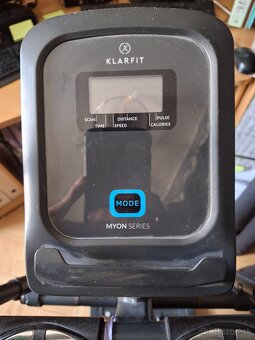 KLARFIT
SCAN DISTANCE PULSE
TIME SPEED CALORIES
MODE
MYON SERIES